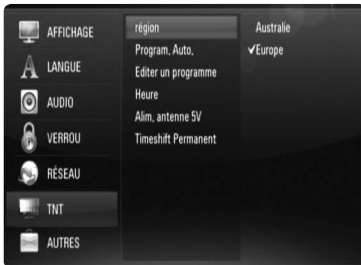 AFFICHAGE
LANGUE
AUDIO
VERROU
RÉSEAU
TNT
AUTRES
région
Program. Auto.
Editer un programme
Heure
Alim. antenne 5V
Timeshift Permanent
Australie
✔Europe